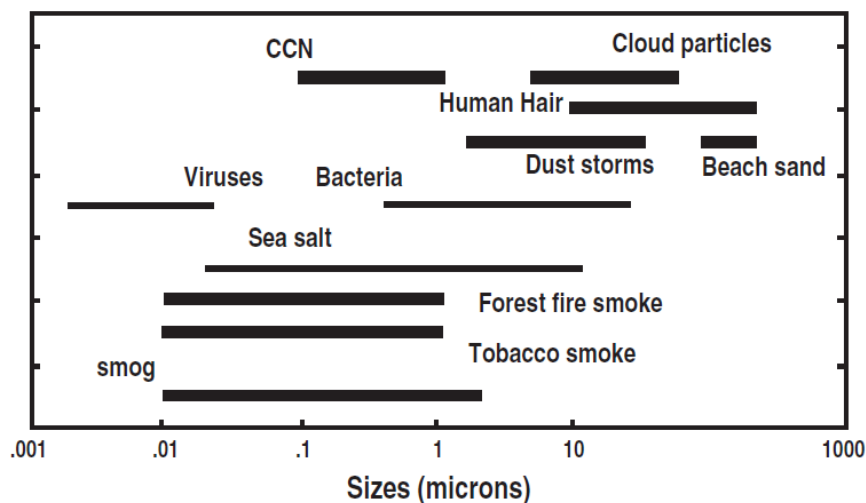 CCN
Cloud particles
Human Hair
Dust storms
Beach sand
Viruses
Bacteria
Sea salt
Forest fire smoke
Tobacco smoke
smog
.001 .01 .1 1 10 1000
Sizes (microns)